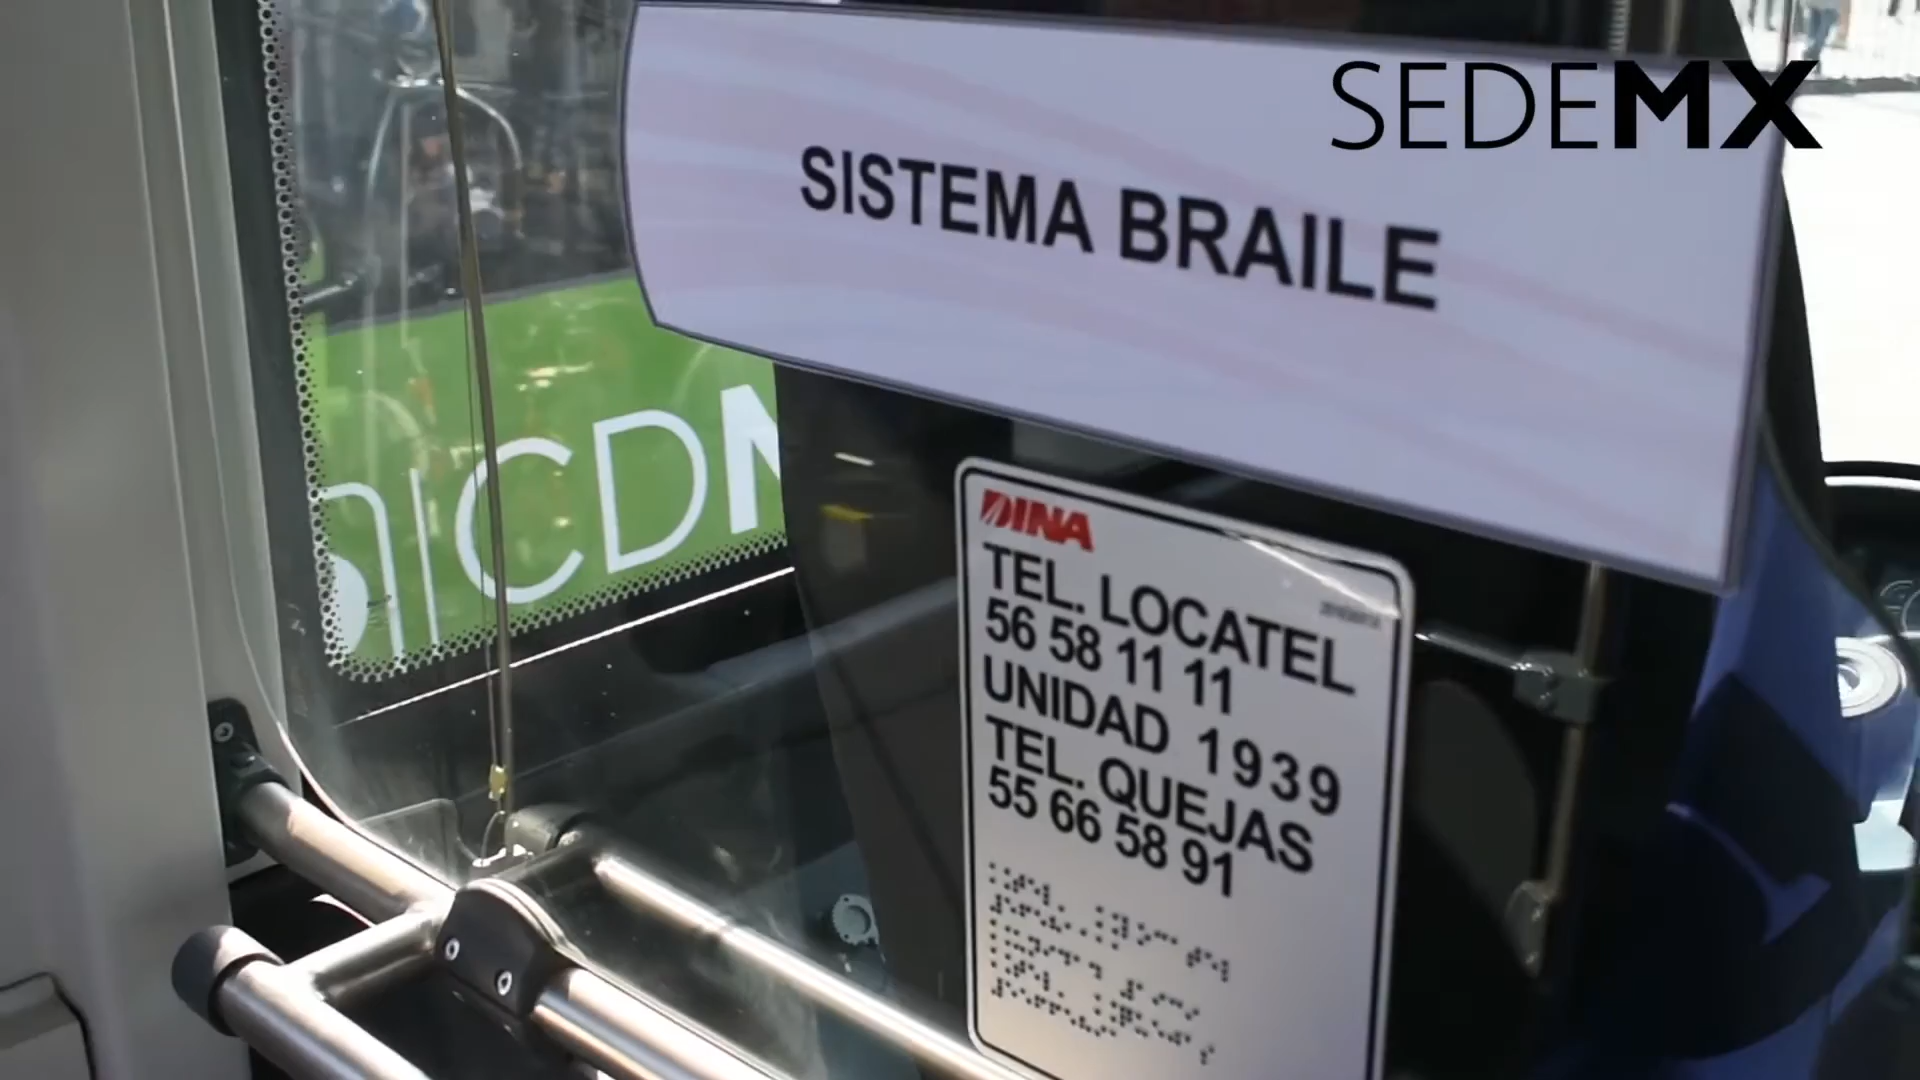 SEDEMX
SISTEMA BRAILE
CDM
DINA
TEL. LOCATEL
56 58 11 11
UNIDAD 1939
TEL. QUEJAS
55 66 58 91